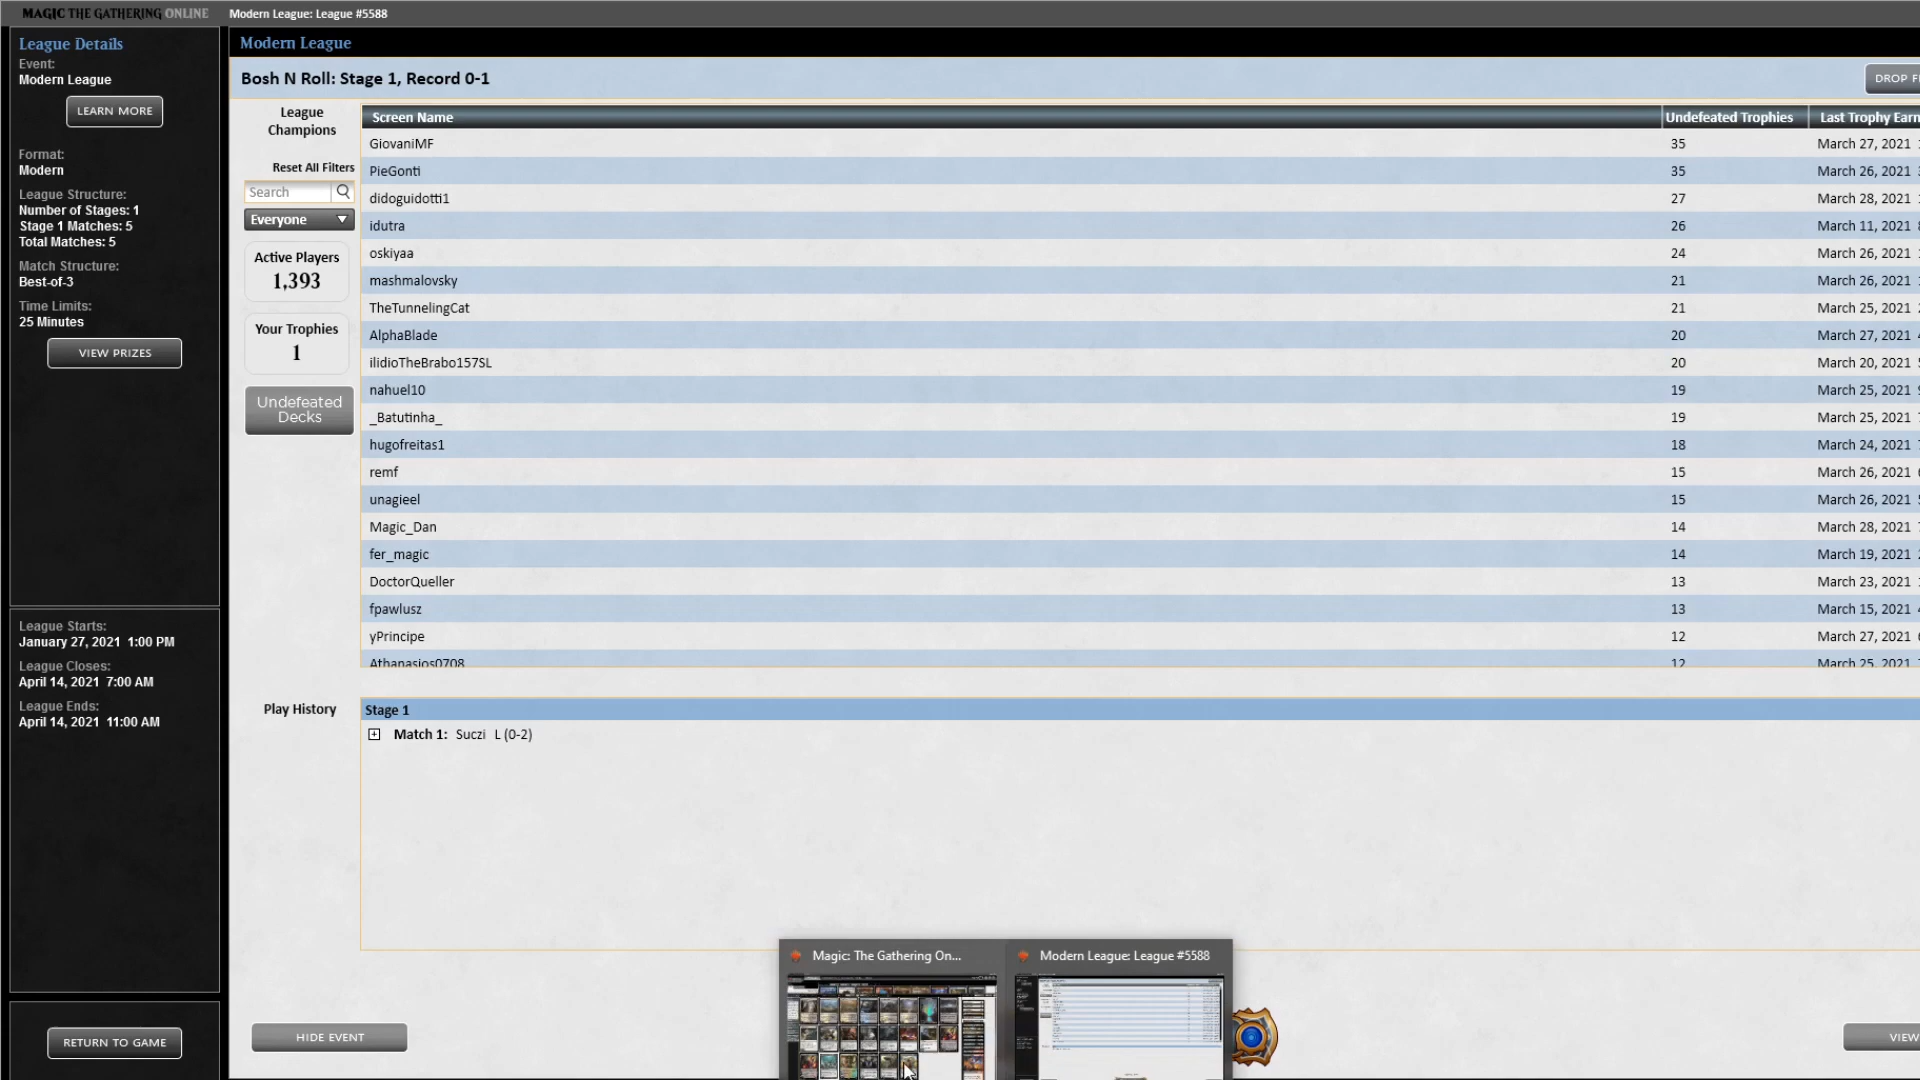 MAGIC THE GATHERING ONLINE
Modern League: League #5588
League Details
Event:
Modern League
LEARN MORE
Format:
Modern
League Structure:
Number of Stages: 1
Stage 1 Matches: 5
Total Matches: 5
Match Structure:
Best-of-3
Time Limits:
25 Minutes
VIEW PRIZES
League Starts:
January 27, 2021 1:00 PM
League Closes:
April 14, 2021 7:00 AM
League Ends:
April 14, 2021 11:00 AM
RETURN TO GAME
Modern League
Bosh N Roll: Stage 1, Record 0-1
DROP
League
Champions
Reset All Filters
Search
Everyone
Active Players
1,393
Your Trophies
1
Undefeated
Decks
Screen Name Undefeated Trophies Last Trophy
GiovaniMF 35 March 27, 2021
PieGonti 35 March 26, 2021
didoguidotti1 27 March 28, 2021
idutra 26 March 11, 2021
oskiyaa 24 March 26, 2021
mashmalovsky 21 March 26, 2021
TheTunnelingCat 21 March 25, 2021
AlphaBlade 20 March 27, 2021
ilidioTheBrabo157SL 20 March 20, 2021
nahuel10 19 March 25, 2021
_Batutinha_ 19 March 25, 2021
hugofreitas1 18 March 24, 2021
remf 15 March 26, 2021
unagieel 15 March 26, 2021
Magic_Dan 14 March 28, 2021
fer_magic 14 March 19, 2021
DoctorQueller 13 March 23, 2021
fpawlusz 13 March 15, 2021
yPrincipe 12 March 27, 2021
Athanasios0708 12 March 25, 2021
Play History
Stage 1
Match 1: Suczi L (0-2)
Magic: The Gathering On...
Modern League: League #5588
HIDE EVENT
VIEW